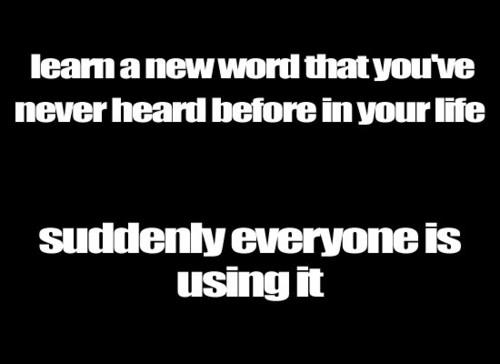 learn a new word that you've
never heard before in your life
suddenly everyone is
using it